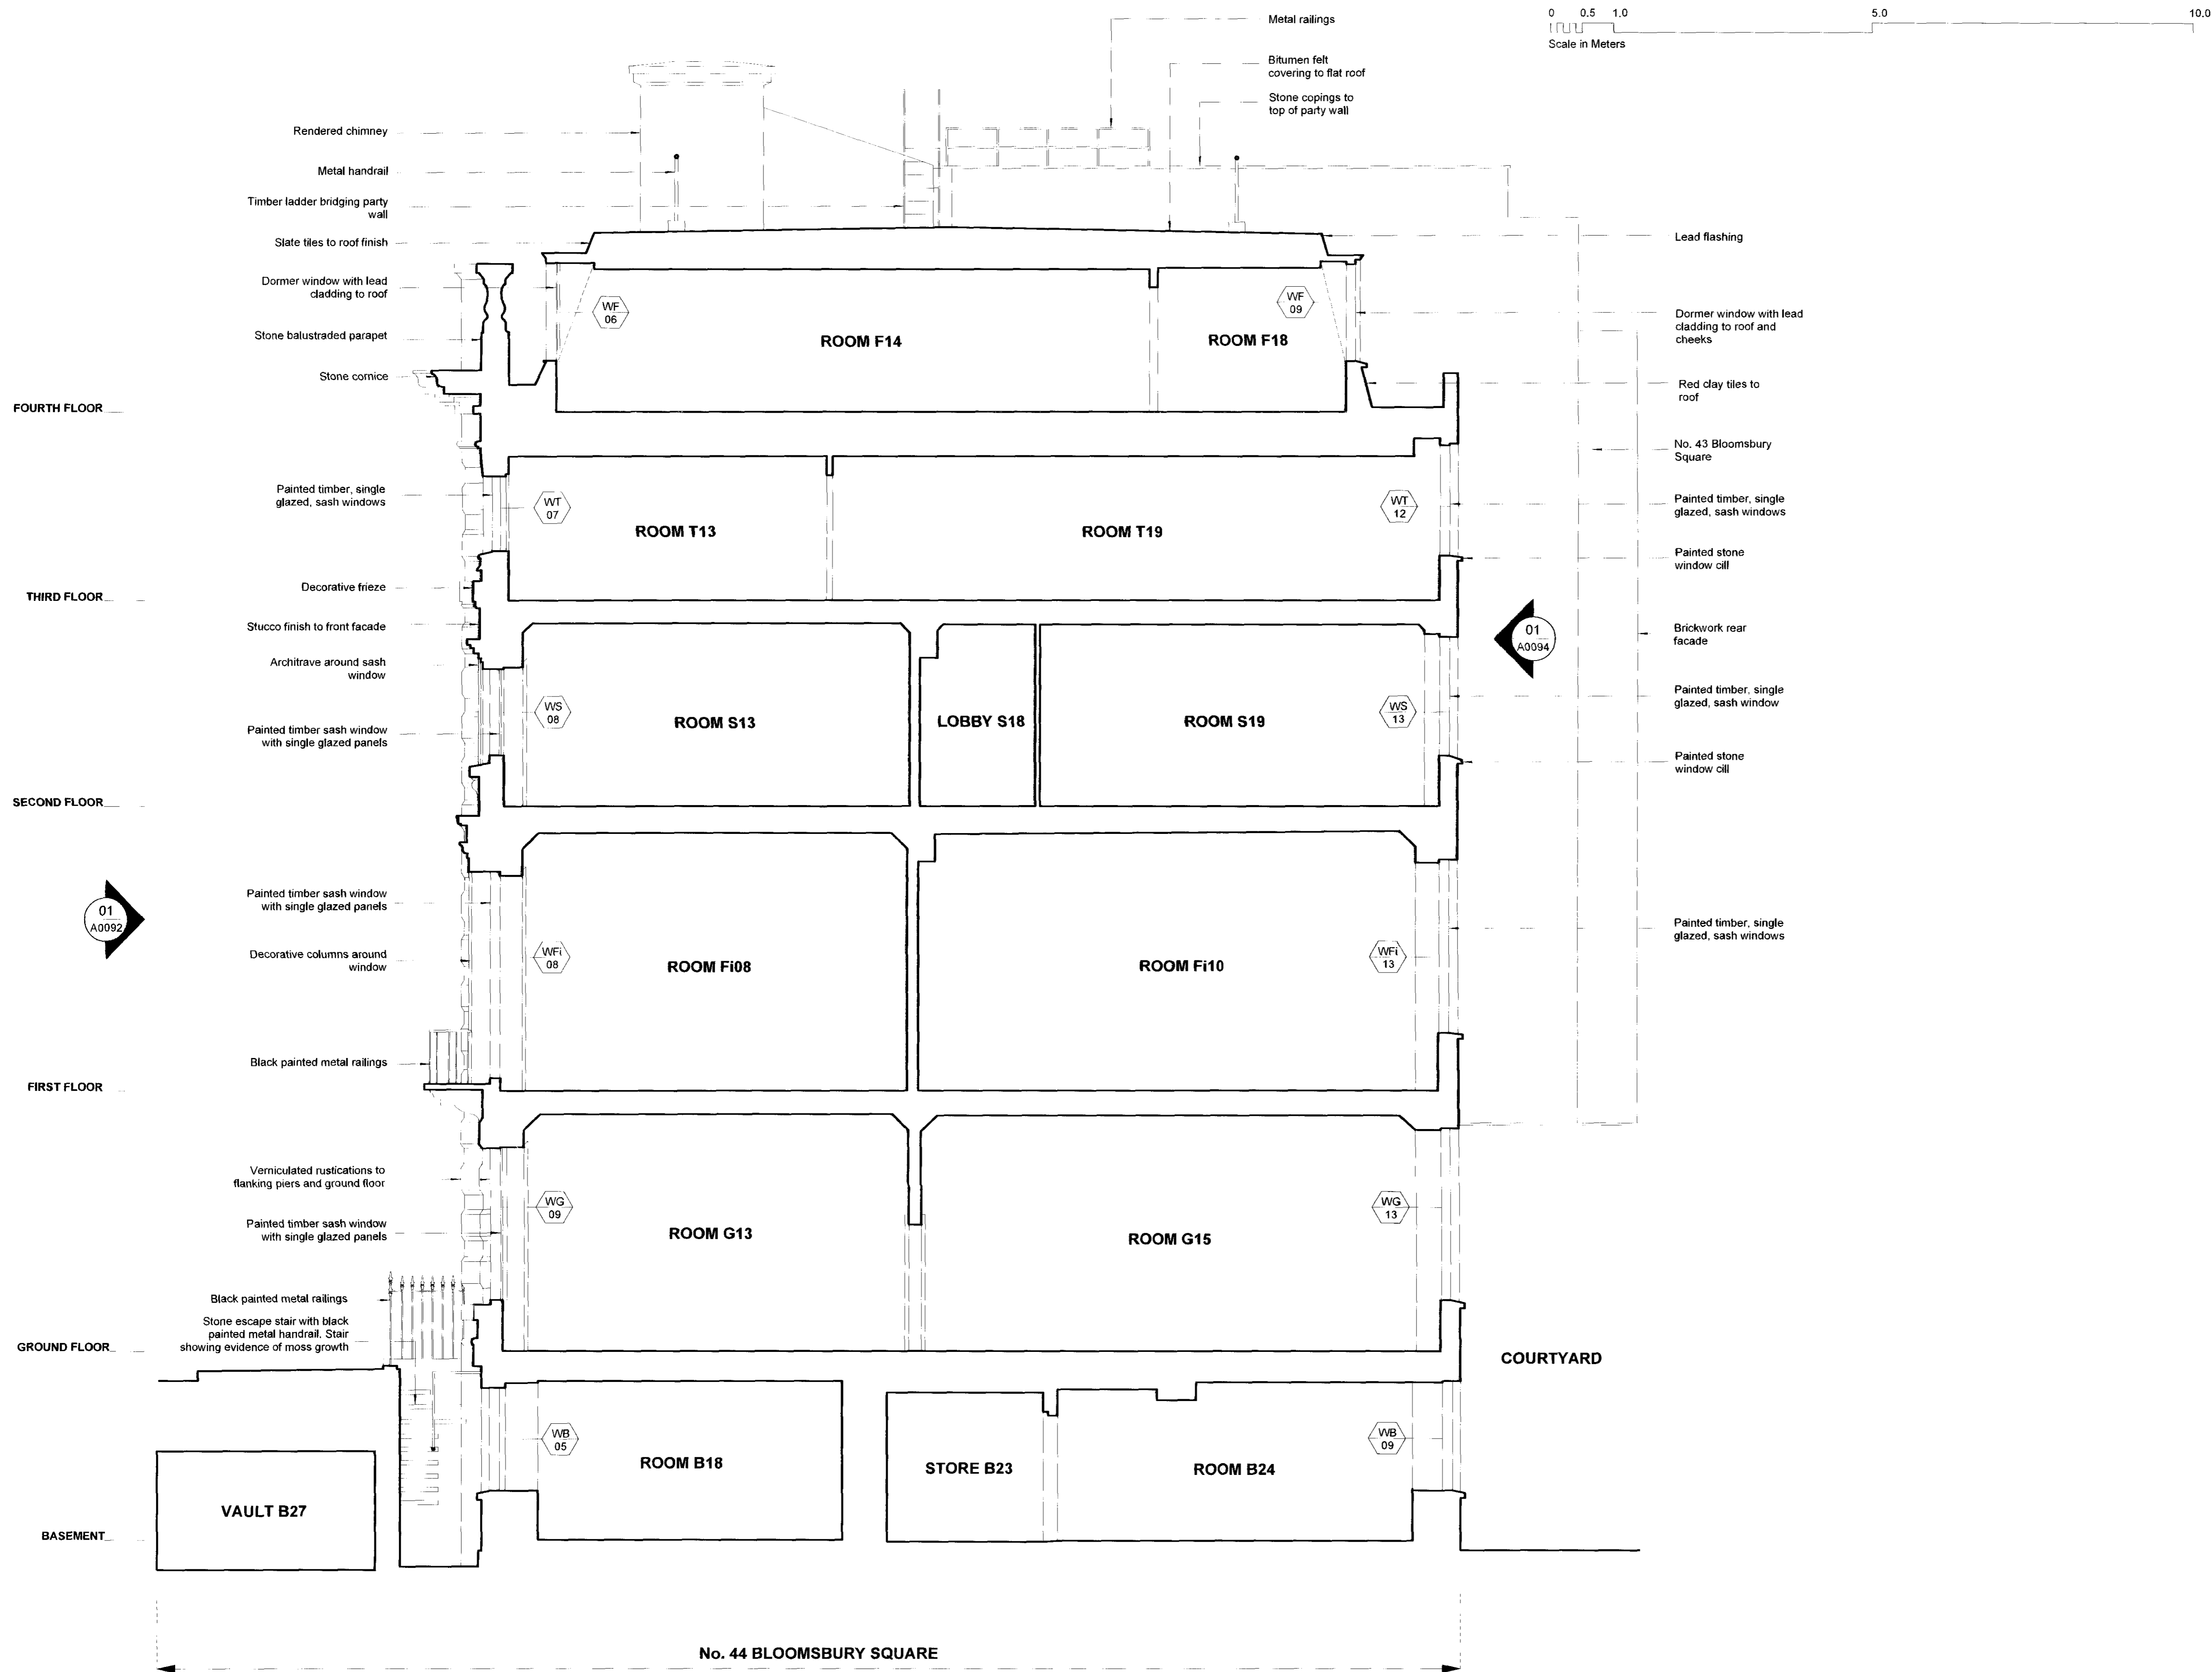 0 0.5 1.0 5.0 10.0
Scale in Meters
Metal railings
Bitumen felt
covering to flat roof
Stone copings to
top of party wall
Rendered chimney
Metal handrail
Timber ladder bridging party
wall
Slate tiles to roof finish
Dormer window with lead
cladding to roof
Stone balustraded parapet
Stone cornice
FOURTH FLOOR
Painted timber, single
glazed, sash windows
Decorative frieze
THIRD FLOOR
Stucco finish to front facade
Architrave around sash
window
Painted timber sash window
with single glazed panels
SECOND FLOOR
Painted timber sash window
with single glazed panels
01
A0092
Decorative columns around
window
Black painted metal railings
FIRST FLOOR
Verniculated rustications to
flanking piers and ground floor
Painted timber sash window
with single glazed panels
Black painted metal railings
Stone escape stair with black
painted metal handrail. Stair
showing evidence of moss growth
GROUND FLOOR
BASEMENT
WF
06
ROOM F14
ROOM F18
WF
09
WT
07
ROOM T13
ROOM T19
WT
12
WS
08
ROOM S13
LOBBY S18
ROOM S19
WS
13
WFi
08
ROOM Fi08
ROOM Fi10
WFi
13
WG
09
ROOM G13
ROOM G15
WG
13
WB
05
ROOM B18
STORE B23
ROOM B24
WB
09
VAULT B27
COURTYARD
Lead flashing
Dormer window with lead
cladding to roof and
cheeks
Red clay tiles to
roof
No. 43 Bloomsbury
Square
Painted timber, single
glazed, sash windows
Painted stone
window cill
01
A0094
Brickwork rear
facade
Painted timber, single
glazed, sash window
Painted stone
window cill
Painted timber, single
glazed, sash windows
No. 44 BLOOMSBURY SQUARE